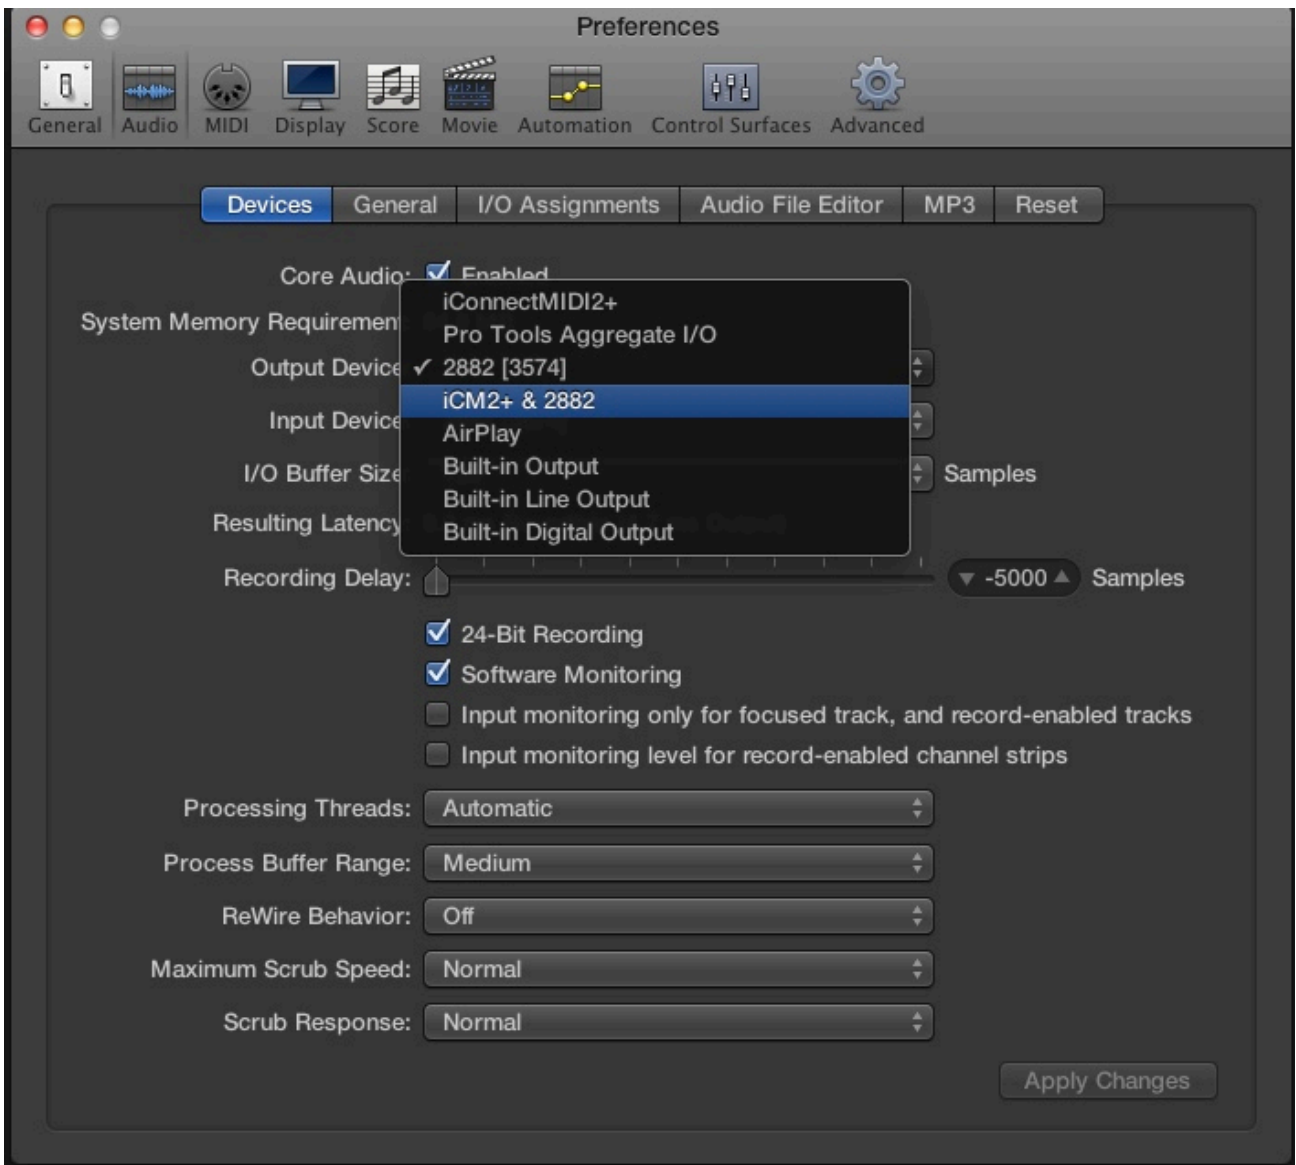 Preferences
General Audio MIDI Display Score Movie Automation Control Surfaces Advanced
Devices General I/O Assignments Audio File Editor MP3 Reset
Core Audio: Enabled
System Memory Requirement
iConnectMIDI2+
Pro Tools Aggregate I/O
Output Device ✓ 2882 [3574]
iCM2+ & 2882
Input Device
AirPlay
I/O Buffer Size Built-in Output Samples
Built-in Line Output
Resulting Latency
Built-in Digital Output
Recording Delay: -5000 Samples
24-Bit Recording
Software Monitoring
Input monitoring only for focused track, and record-enabled tracks
Input monitoring level for record-enabled channel strips
Processing Threads: Automatic
Process Buffer Range: Medium
ReWire Behavior: Off
Maximum Scrub Speed: Normal
Scrub Response: Normal
Apply Changes